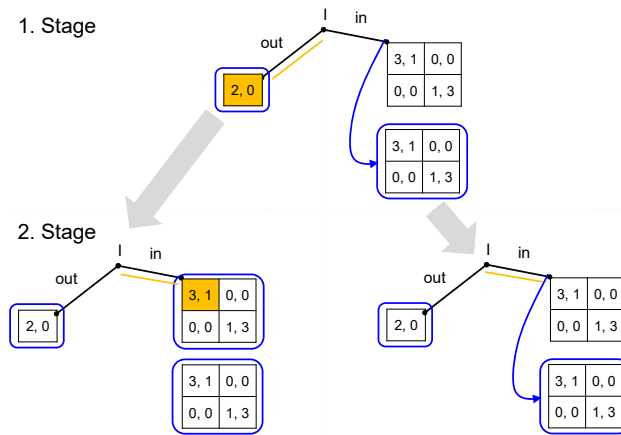 1. Stage
I
in
out
3, 1 0, 0
2, 0
0, 0 1, 3
3, 1 0, 0
0, 0 1, 3
2. Stage
I
in
out
3, 1 0, 0
2, 0
0, 0 1, 3
3, 1 0, 0
0, 0 1, 3
I
in
out
3, 1 0, 0
2, 0
0, 0 1, 3
3, 1 0, 0
0, 0 1, 3